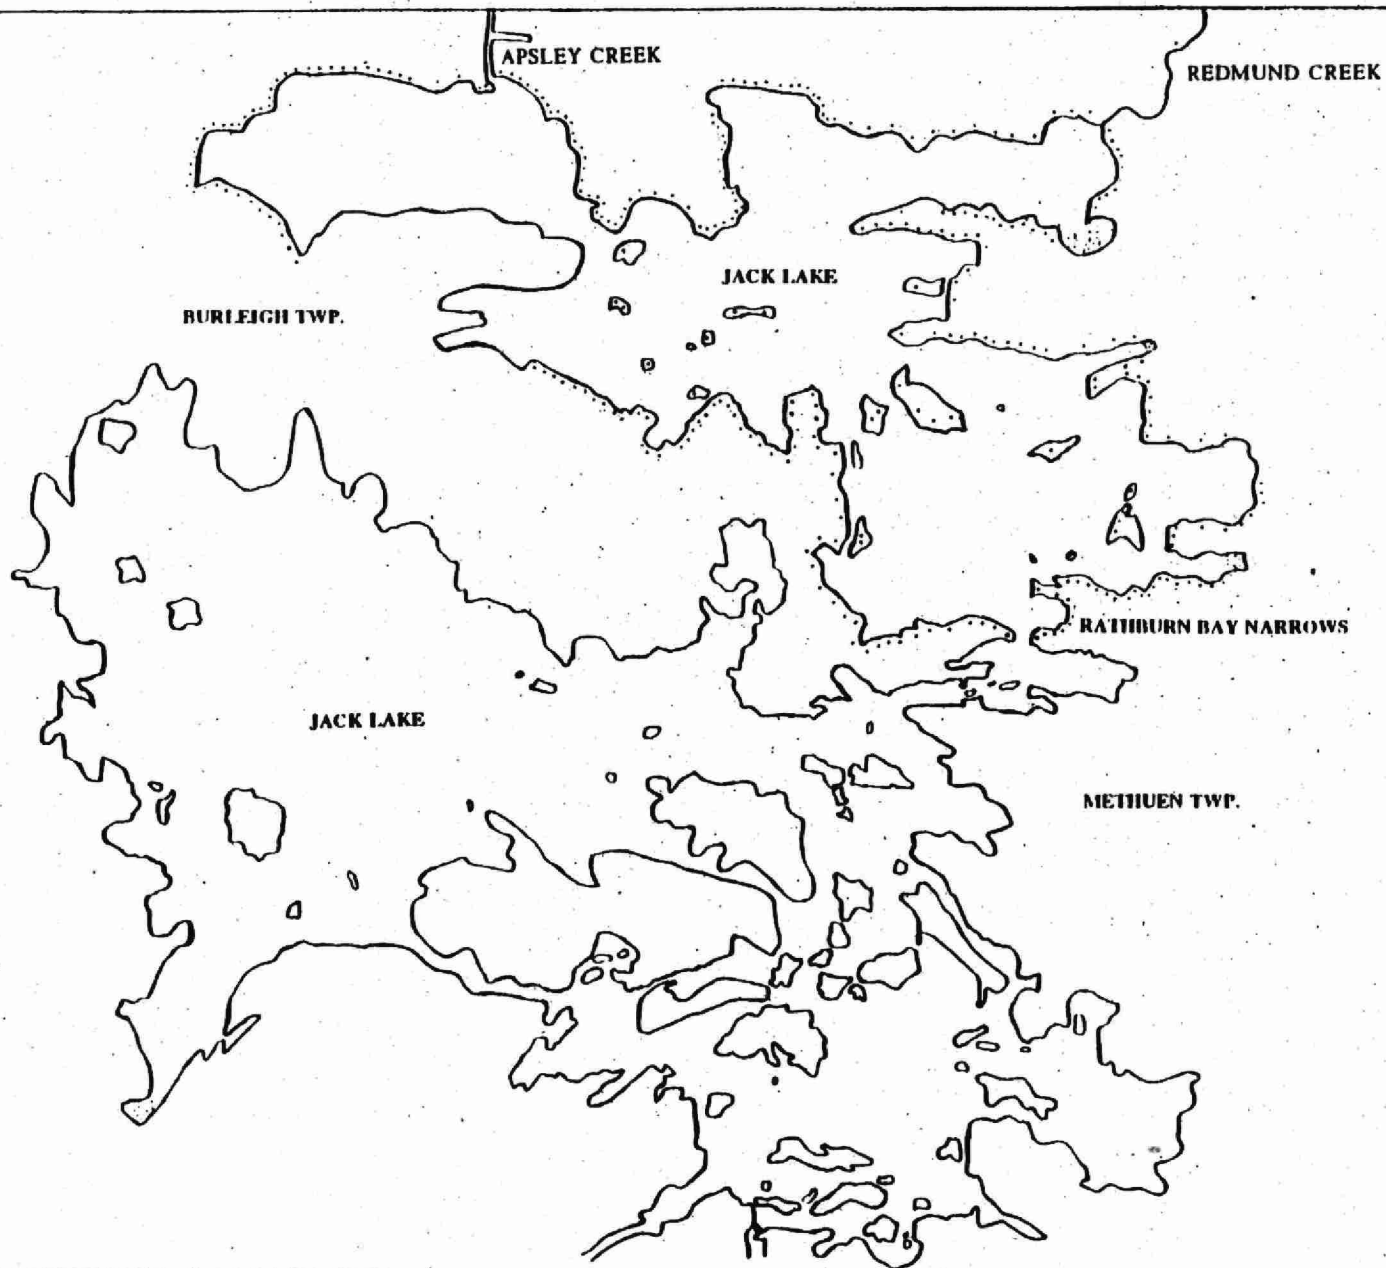 APSLEY CREEK
REDMUND CREEK
JACK LAKE
BURLEIGH TWP.
RATHBURN BAY NARROWS
JACK LAKE
METHUEN TWP.